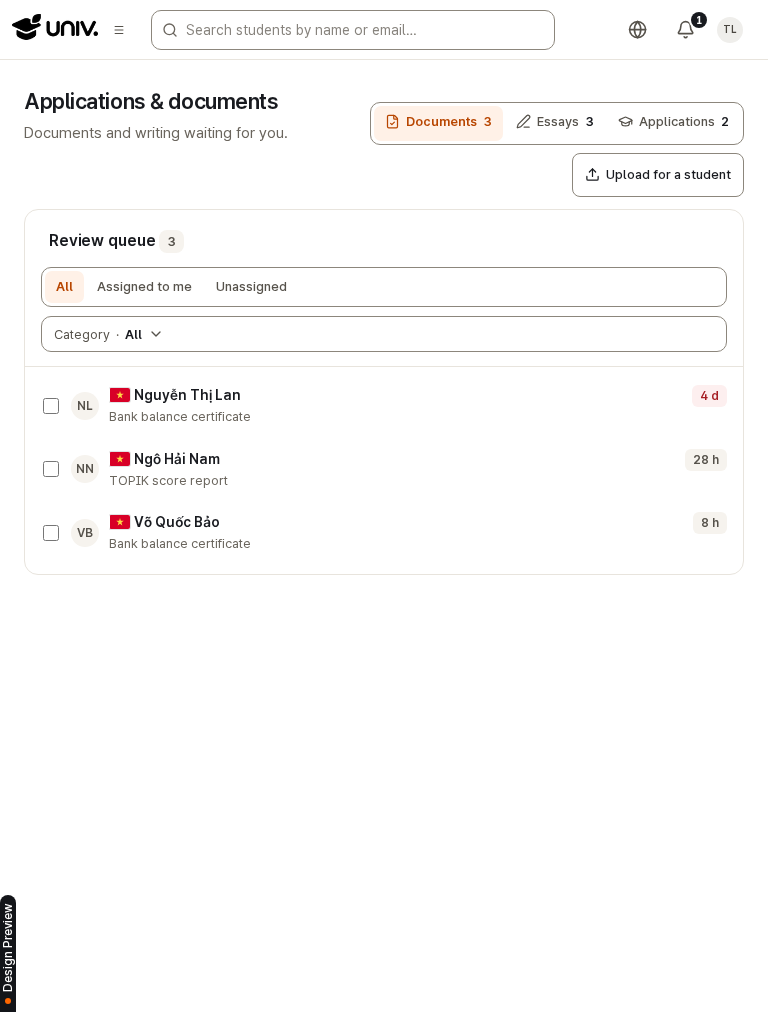 UNIV.
Search students by name or email...
1
TL
Applications & documents
Documents and writing waiting for you.
Documents 3
Essays 3
Applications 2
Upload for a student
Review queue 3
All
Assigned to me
Unassigned
Category · All
NL
Nguyễn Thị Lan
4 d
Bank balance certificate
NN
Ngô Hải Nam
28 h
TOPIK score report
VB
Võ Quốc Bảo
8 h
Bank balance certificate
Design Preview